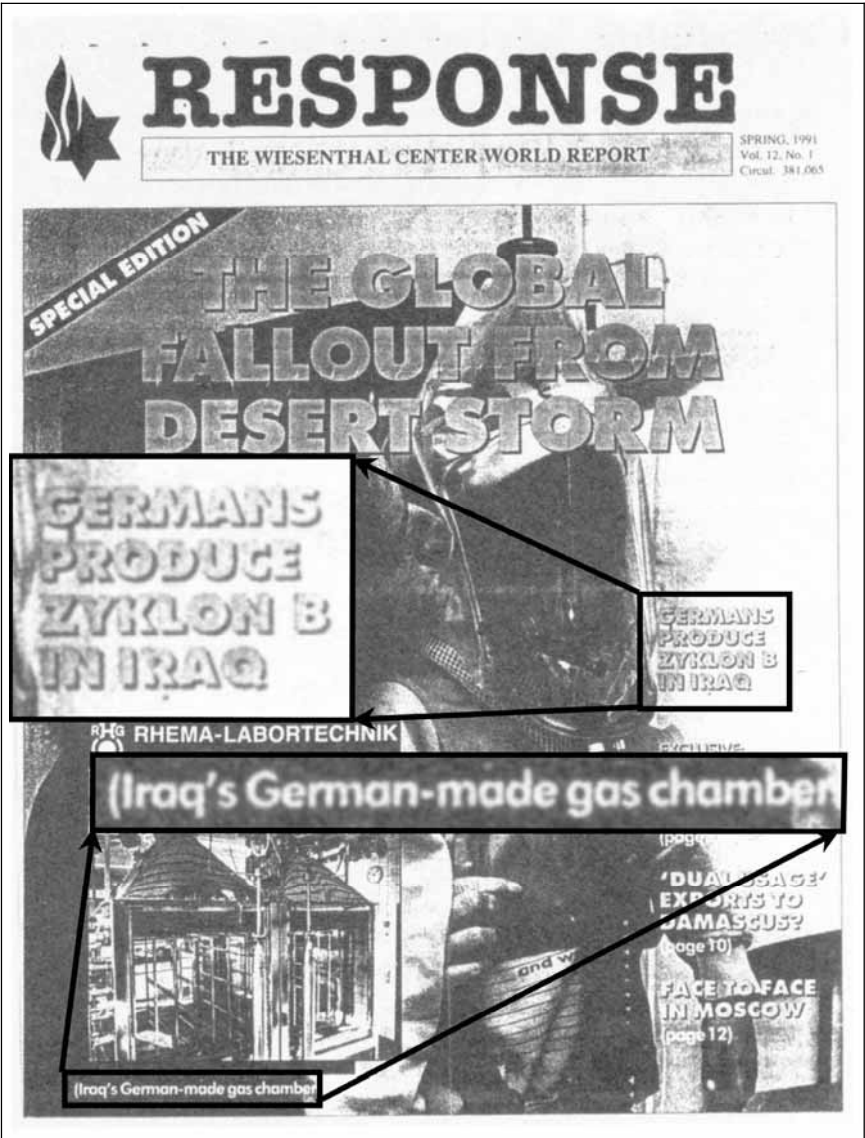 RESPONSE
THE WIESENTHAL CENTER WORLD REPORT
SPRING, 1991
Vol. 12, No. 1
Circul. 381,065
SPECIAL EDITION
THE GLOBAL
FALLOUT FROM
DESERT STORM
GERMANS
PRODUCE
ZYKLON B
IN IRAQ
GERMANS
PRODUCE
ZYKLON B
IN IRAQ
RHG
RHEMA-LABORTECHNIK
EXCLUSIVE:
(Iraq's German-made gas chamber
'DUAL USAGE'
EXPORTS TO
DAMASCUS?
(page 10)
and w
FACE TO FACE
IN MOSCOW
(page 12)
(Iraq's German-made gas chamber